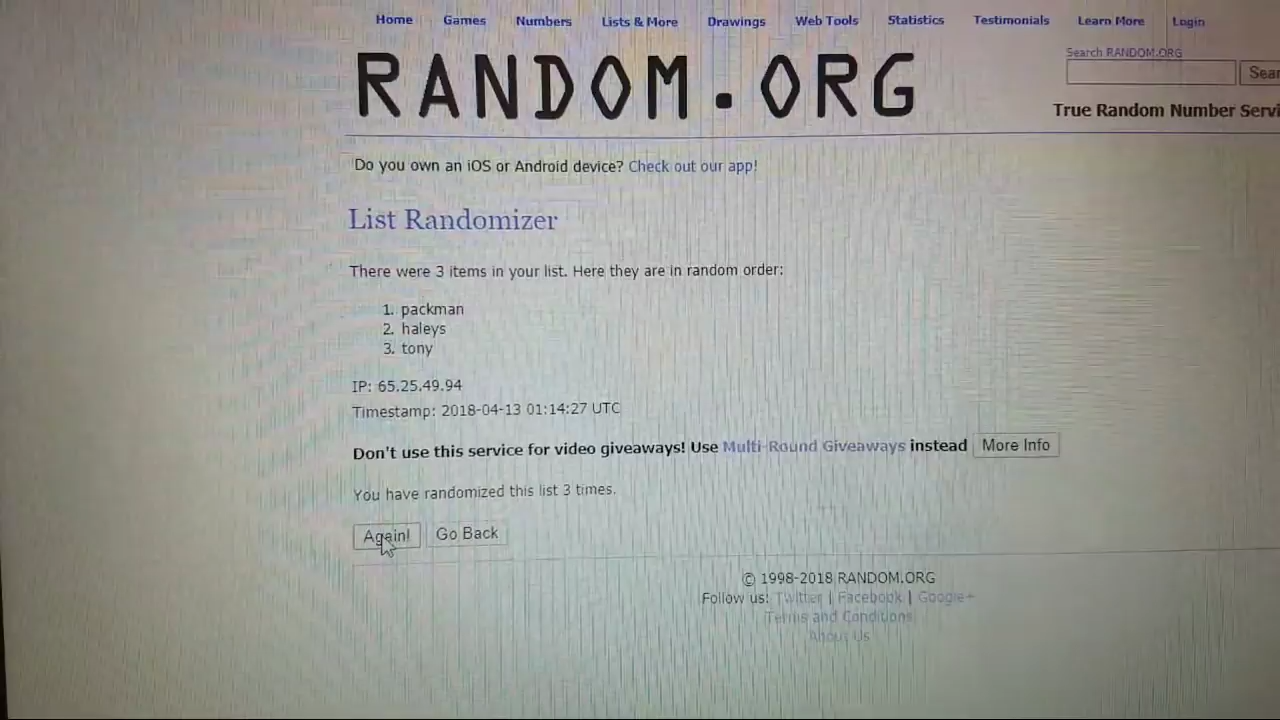 Home Games Numbers Lists & More Drawings Web Tools Statistics Testimonials Learn More Login
RANDOM.ORG
Search RANDOM.ORG
True Random Number
Do you own an iOS or Android device? Check out our app!
List Randomizer
There were 3 items in your list. Here they are in random order:
1. packman
2. haleys
3. tony
IP: 65.25.49.94
Timestamp: 2018-04-13 01:14:27 UTC
Don't use this service for video giveaways! Use Multi-Round Giveaways instead More Info
You have randomized this list 3 times.
Again! Go Back
© 1998-2018 RANDOM.ORG
Follow us: Twitter | Facebook | Google+
Terms and Conditions
About Us